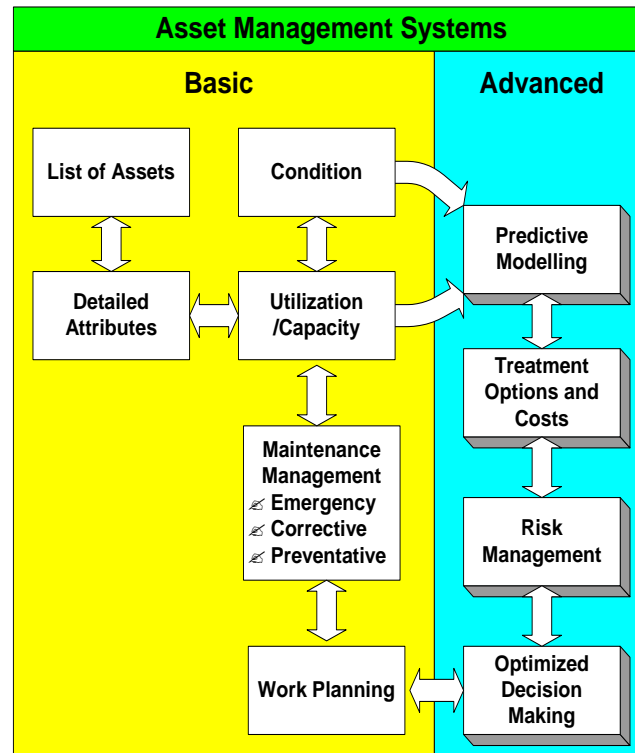 Asset Management Systems
Basic
Advanced
List of Assets
Condition
Predictive
Modelling
Detailed
Attributes
Utilization
/Capacity
Treatment
Options and
Costs
Maintenance
Management
Emergency
Corrective
Preventative
Risk
Management
Work Planning
Optimized
Decision
Making